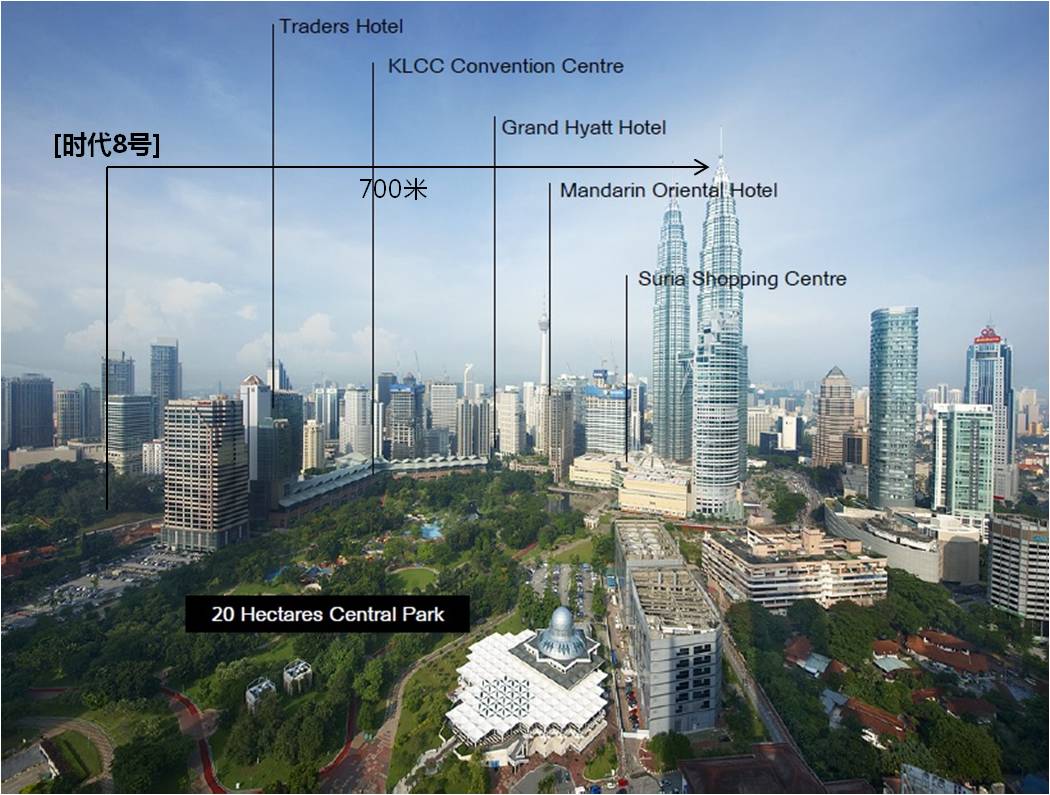 Traders Hotel
KLCC Convention Centre
Grand Hyatt Hotel
[时代8号]
700米
Mandarin Oriental Hotel
Suria Shopping Centre
20 Hectares Central Park